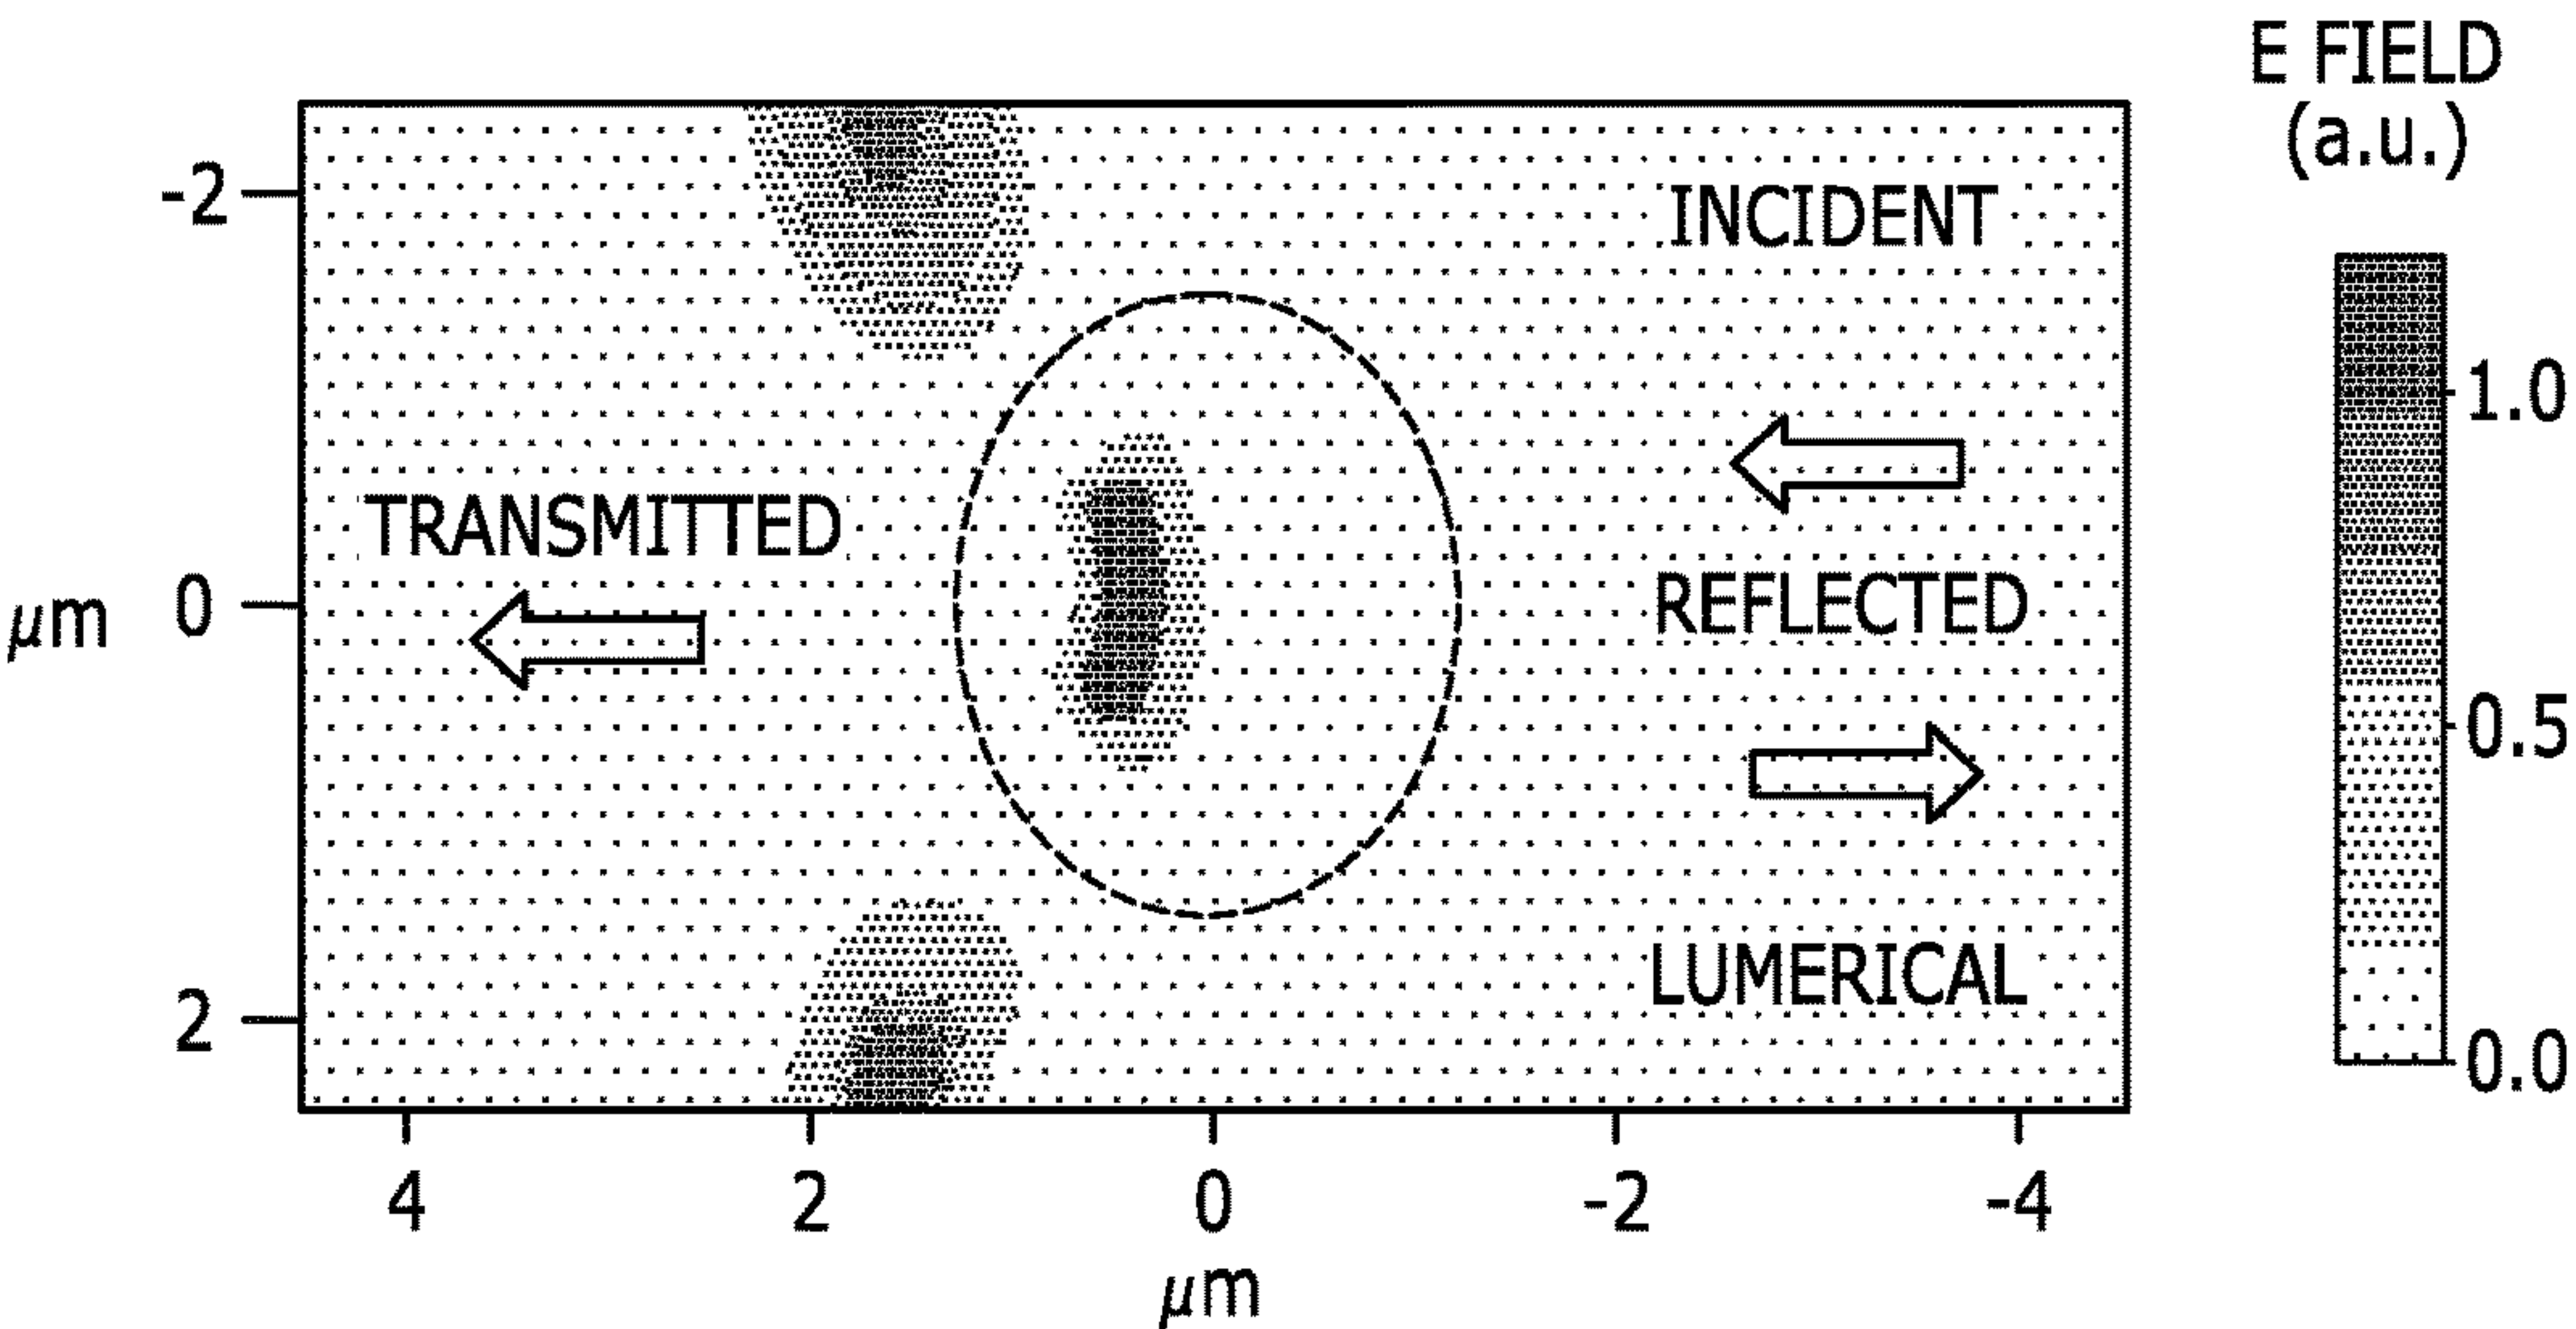 E FIELD
(a.u.)
-2
INCIDENT
1.0
TRANSMITTED
0
μm
REFLECTED
0.5
LUMERICAL
2
0.0
4 2 0 -2 -4
μm